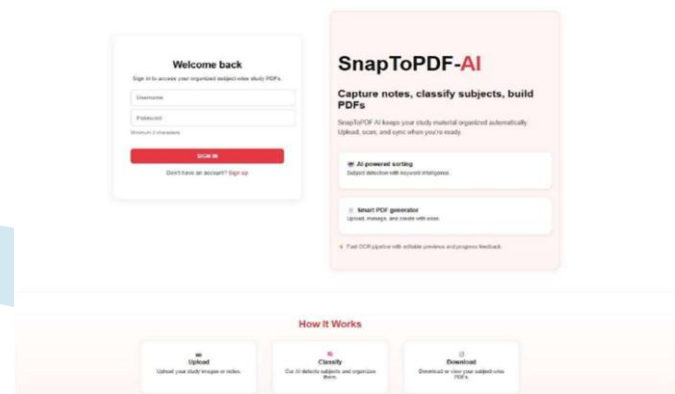 Welcome back
Sign in to access your organized subject-wise study PDFs.
Username
Password
Minimum 3 characters
SIGN IN
Don't have an account? Sign up
SnapToPDF-AI
Capture notes, classify subjects, build
PDFs
SnapToPDF AI keeps your study material organized automatically.
Upload, scan, and sync when you're ready.
AI powered sorting
Subject detection with keyword intelligence.
Smart PDF generator
Upload, manage, and create with ease.
Fast OCR pipeline with editable previews and progress feedback.
How It Works
Upload
Upload your study images or notes.
Classify
Our AI detects subjects and organizes
them.
Download
Download or view your subject-wise
PDFs.